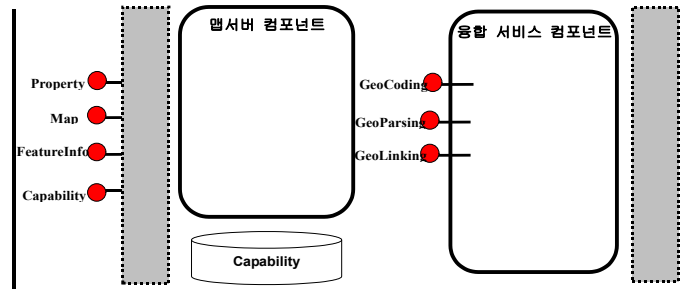 맵서버 컴포넌트
융합 서비스 컴포넌트
Property
Map
FeatureInfo
Capability
GeoCoding
GeoParsing
GeoLinking
Capability